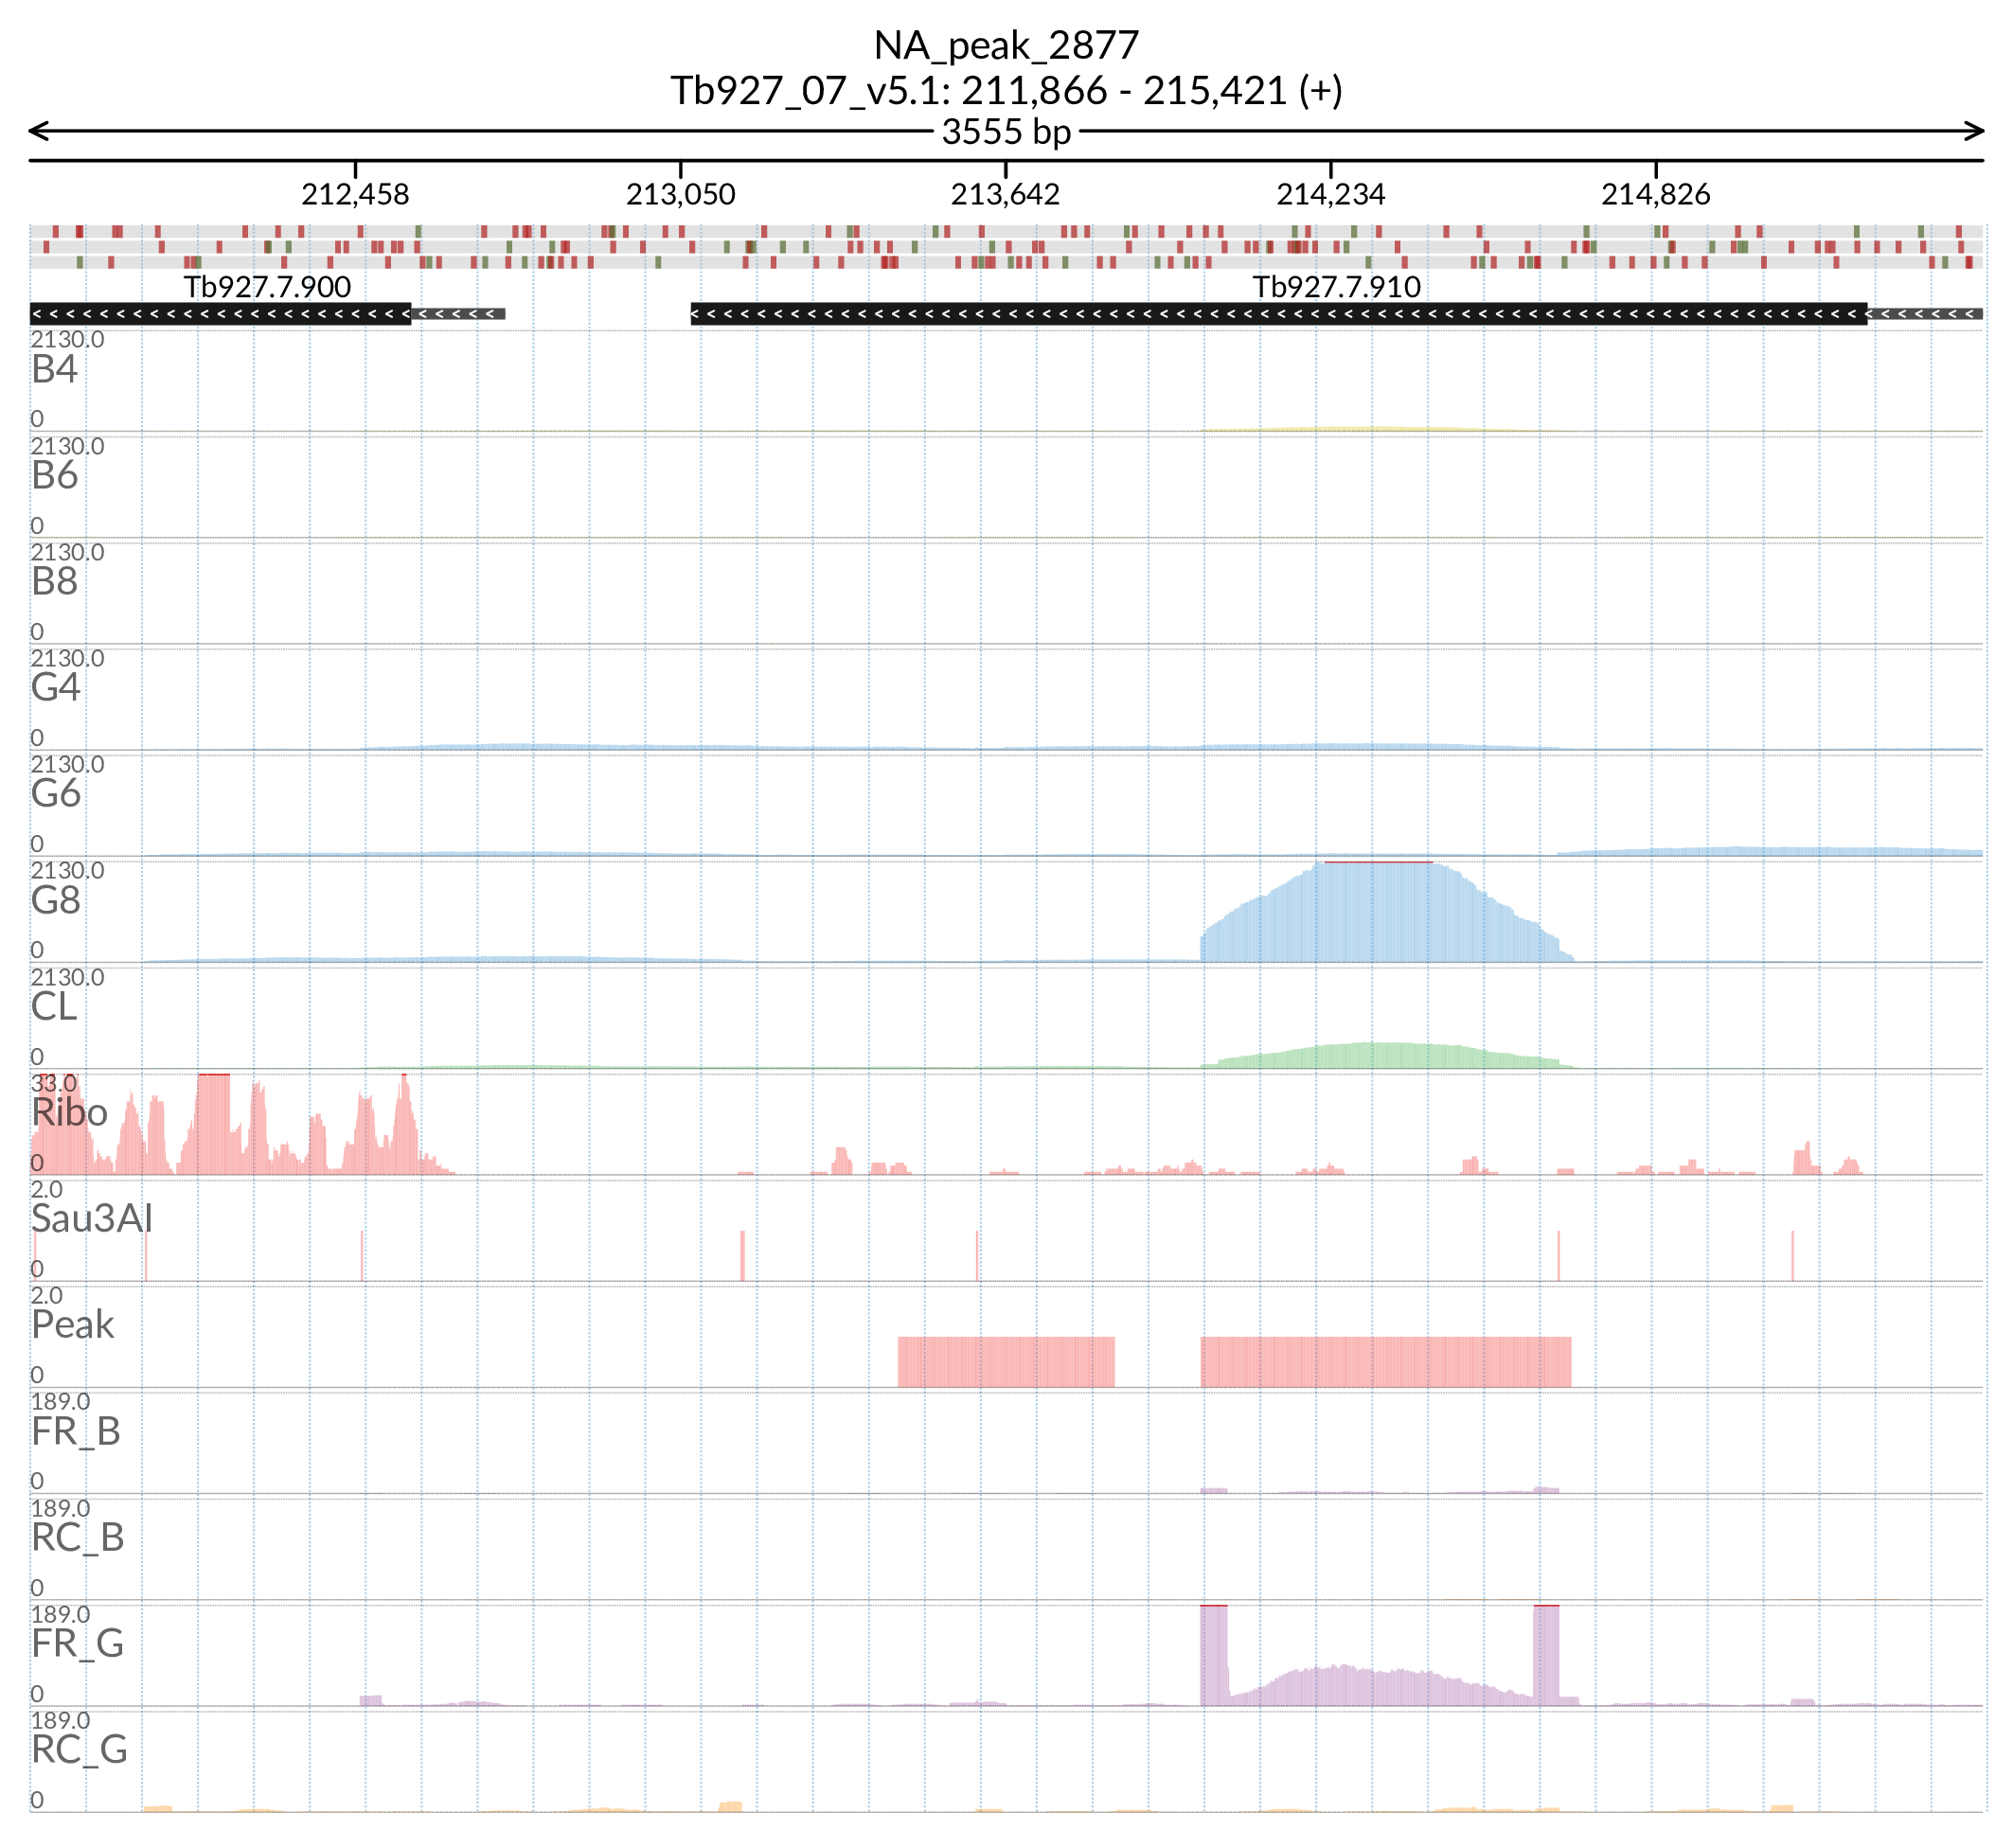 NA_peak_2877
Tb927_07_v5.1: 211,866 - 215,421 (+)
3555 bp
212,458 213,050 213,642 214,234 214,826
Tb927.7.900 Tb927.7.910
2130.0
B4
0
2130.0
B6
0
2130.0
B8
0
2130.0
G4
0
2130.0
G6
0
2130.0
G8
0
2130.0
CL
0
33.0
Ribo
0
2.0
Sau3AI
0
2.0
Peak
0
189.0
FR_B
0
189.0
RC_B
0
189.0
FR_G
0
189.0
RC_G
0